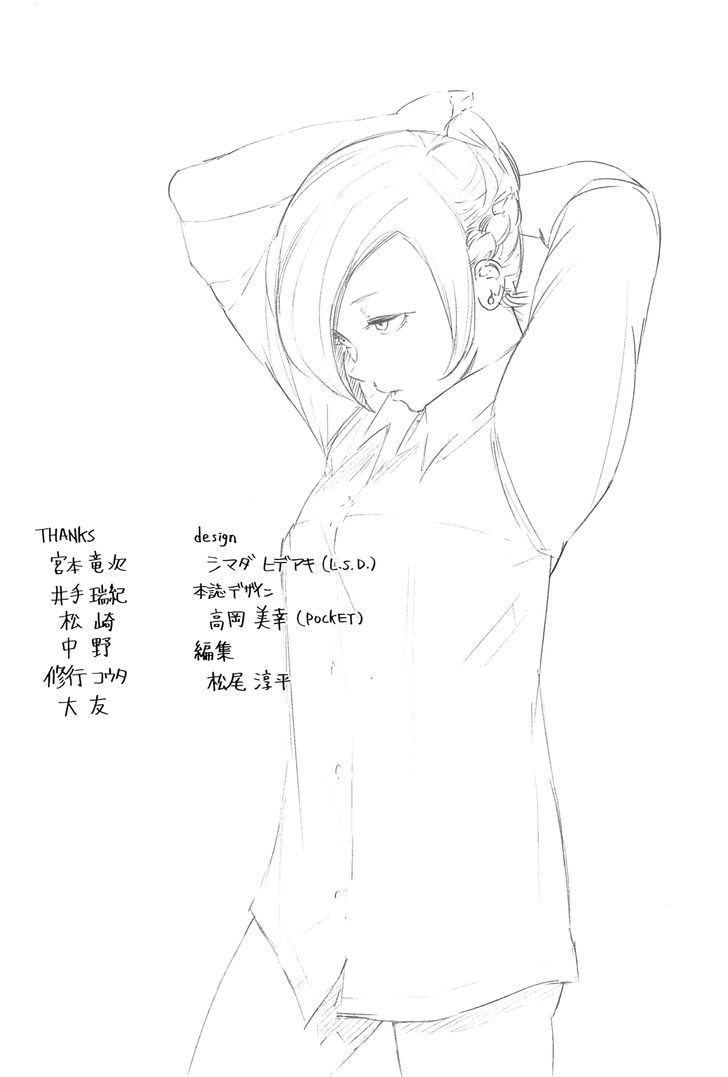 THANKS
宮本竜次
井手瑞紀
松崎
中野
修行コウタ
大友
design
シマダヒデアキ(L.S.D.)
本誌デザイン
高岡美幸(POCKET)
編集
松尾淳平